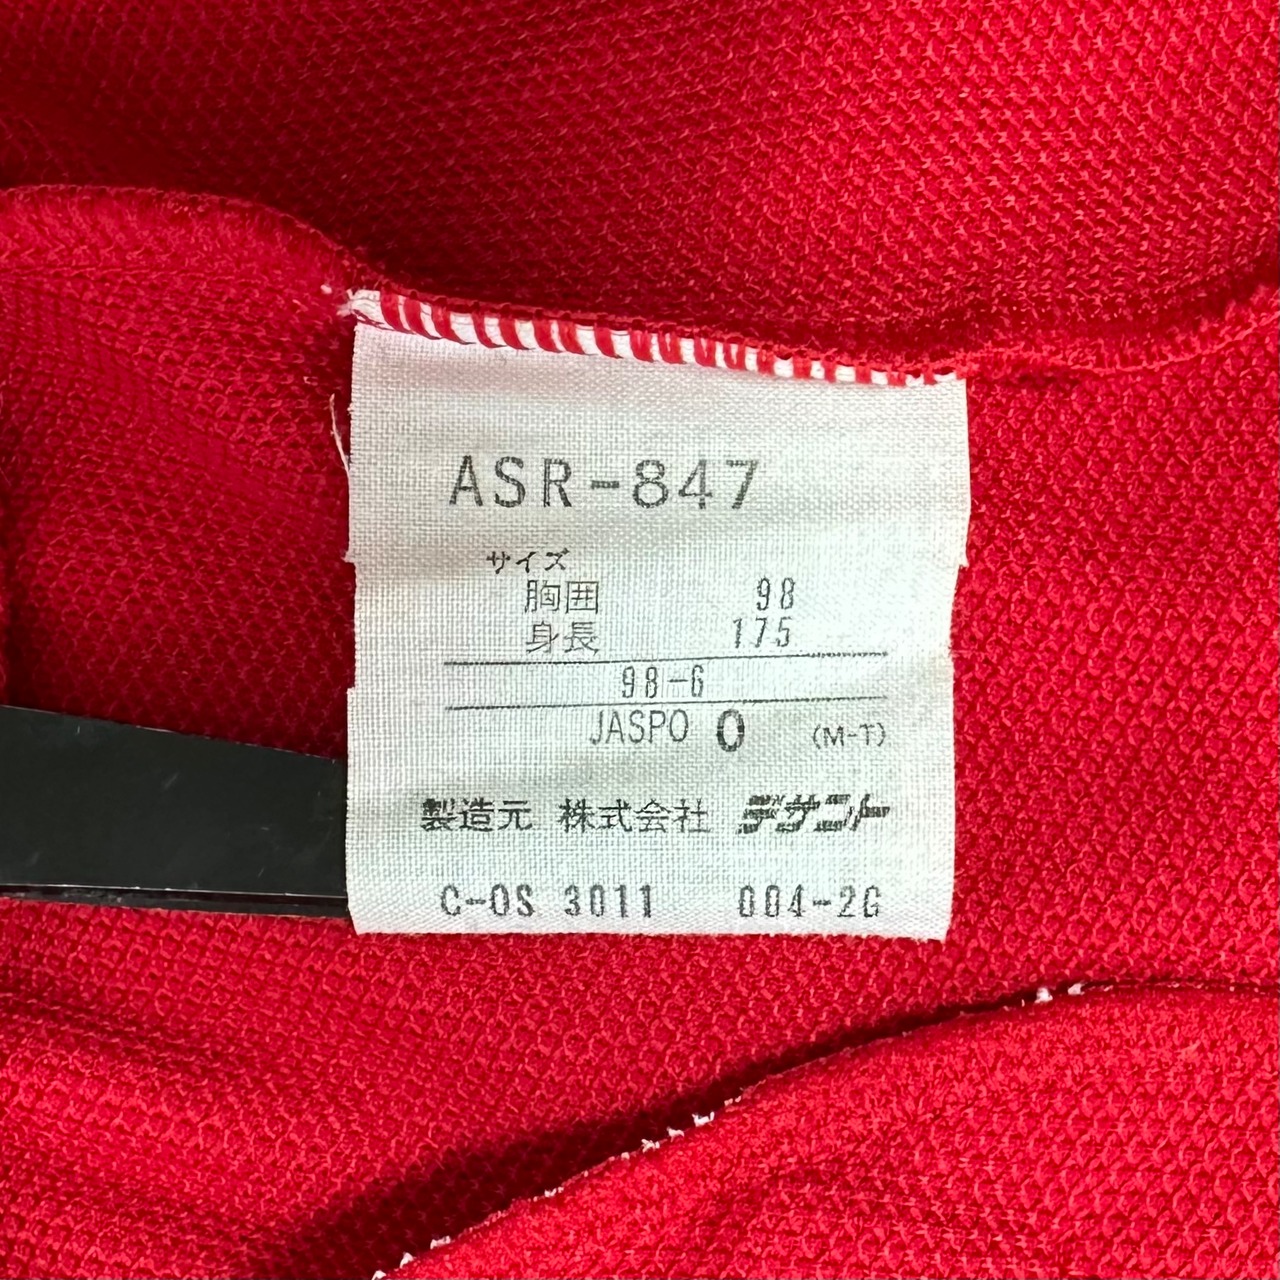 ASR-847
サイズ
胸囲 98
身長 175
98-6
JASPO O (M-T)
製造元 株式会社 デサント
C-OS 3011 004-2G